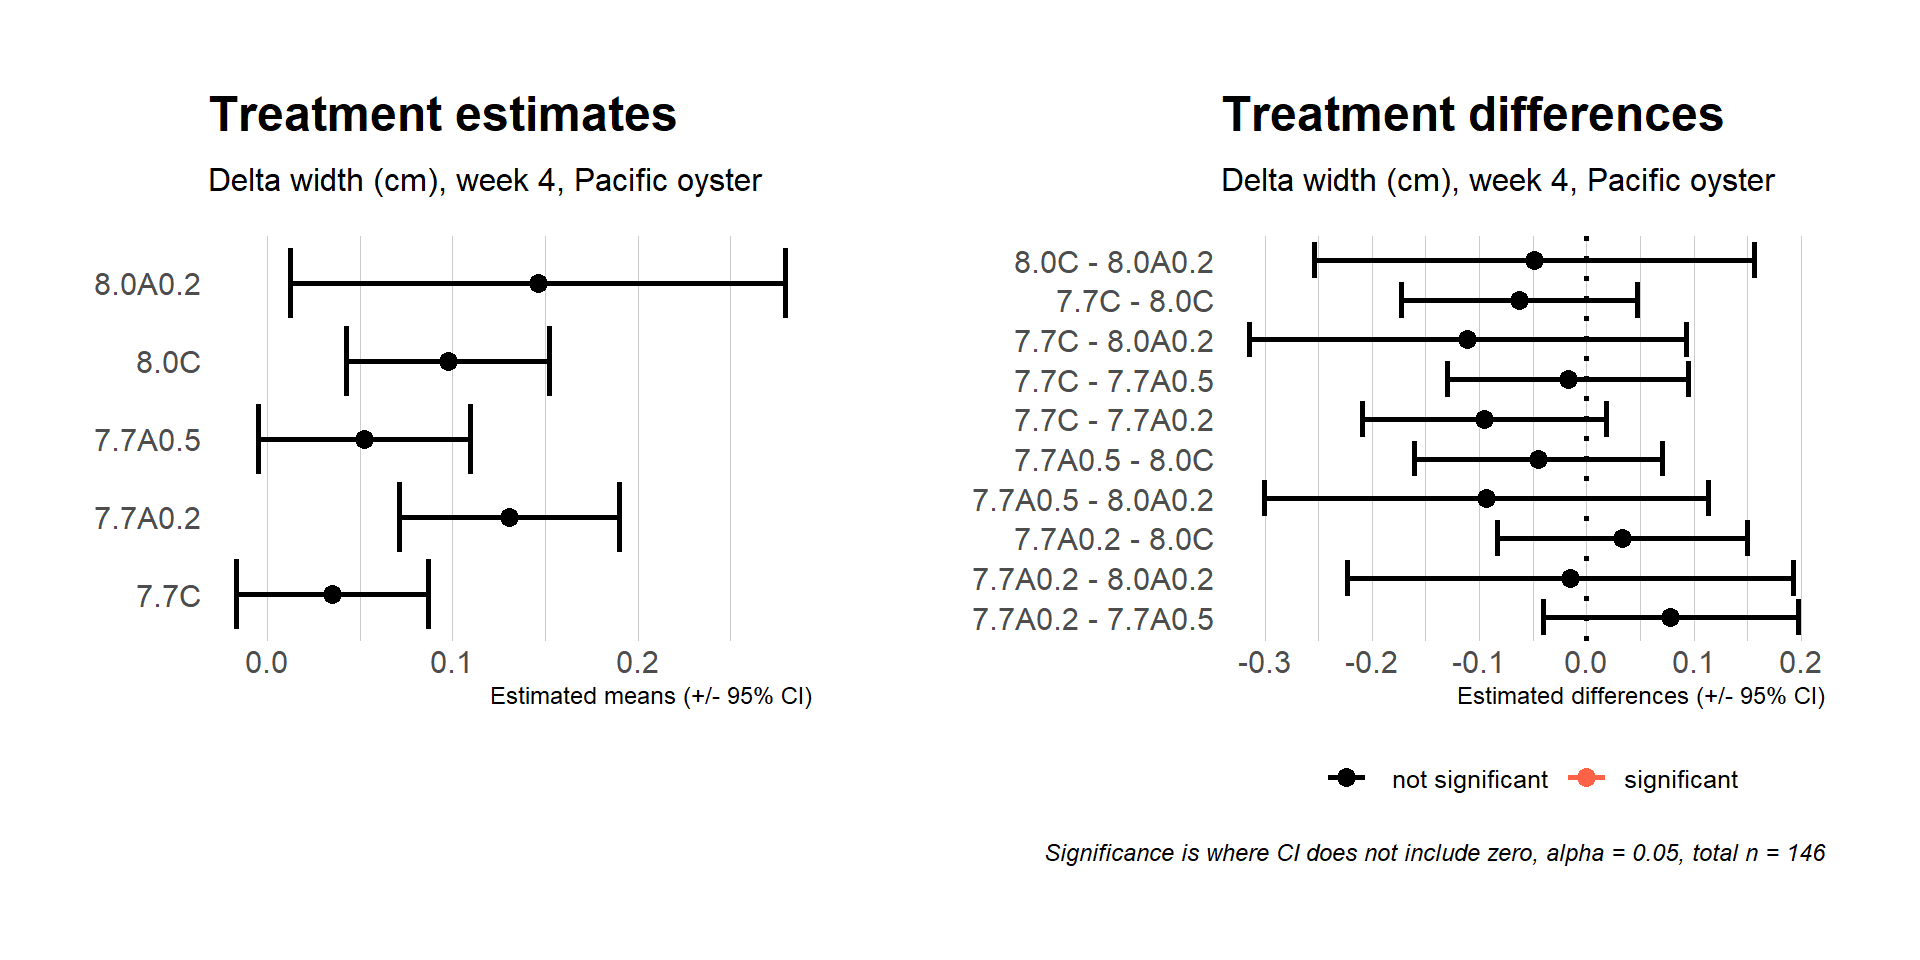 Treatment estimates
Delta width (cm), week 4, Pacific oyster
8.0A0.2
8.0C
7.7A0.5
7.7A0.2
7.7C
0.0 0.1 0.2
Estimated means (+/- 95% CI)
Treatment differences
Delta width (cm), week 4, Pacific oyster
8.0C - 8.0A0.2
7.7C - 8.0C
7.7C - 8.0A0.2
7.7C - 7.7A0.5
7.7C - 7.7A0.2
7.7A0.5 - 8.0C
7.7A0.5 - 8.0A0.2
7.7A0.2 - 8.0C
7.7A0.2 - 8.0A0.2
7.7A0.2 - 7.7A0.5
-0.3 -0.2 -0.1 0.0 0.1 0.2
Estimated differences (+/- 95% CI)
not significant significant
Significance is where CI does not include zero, alpha = 0.05, total n = 146